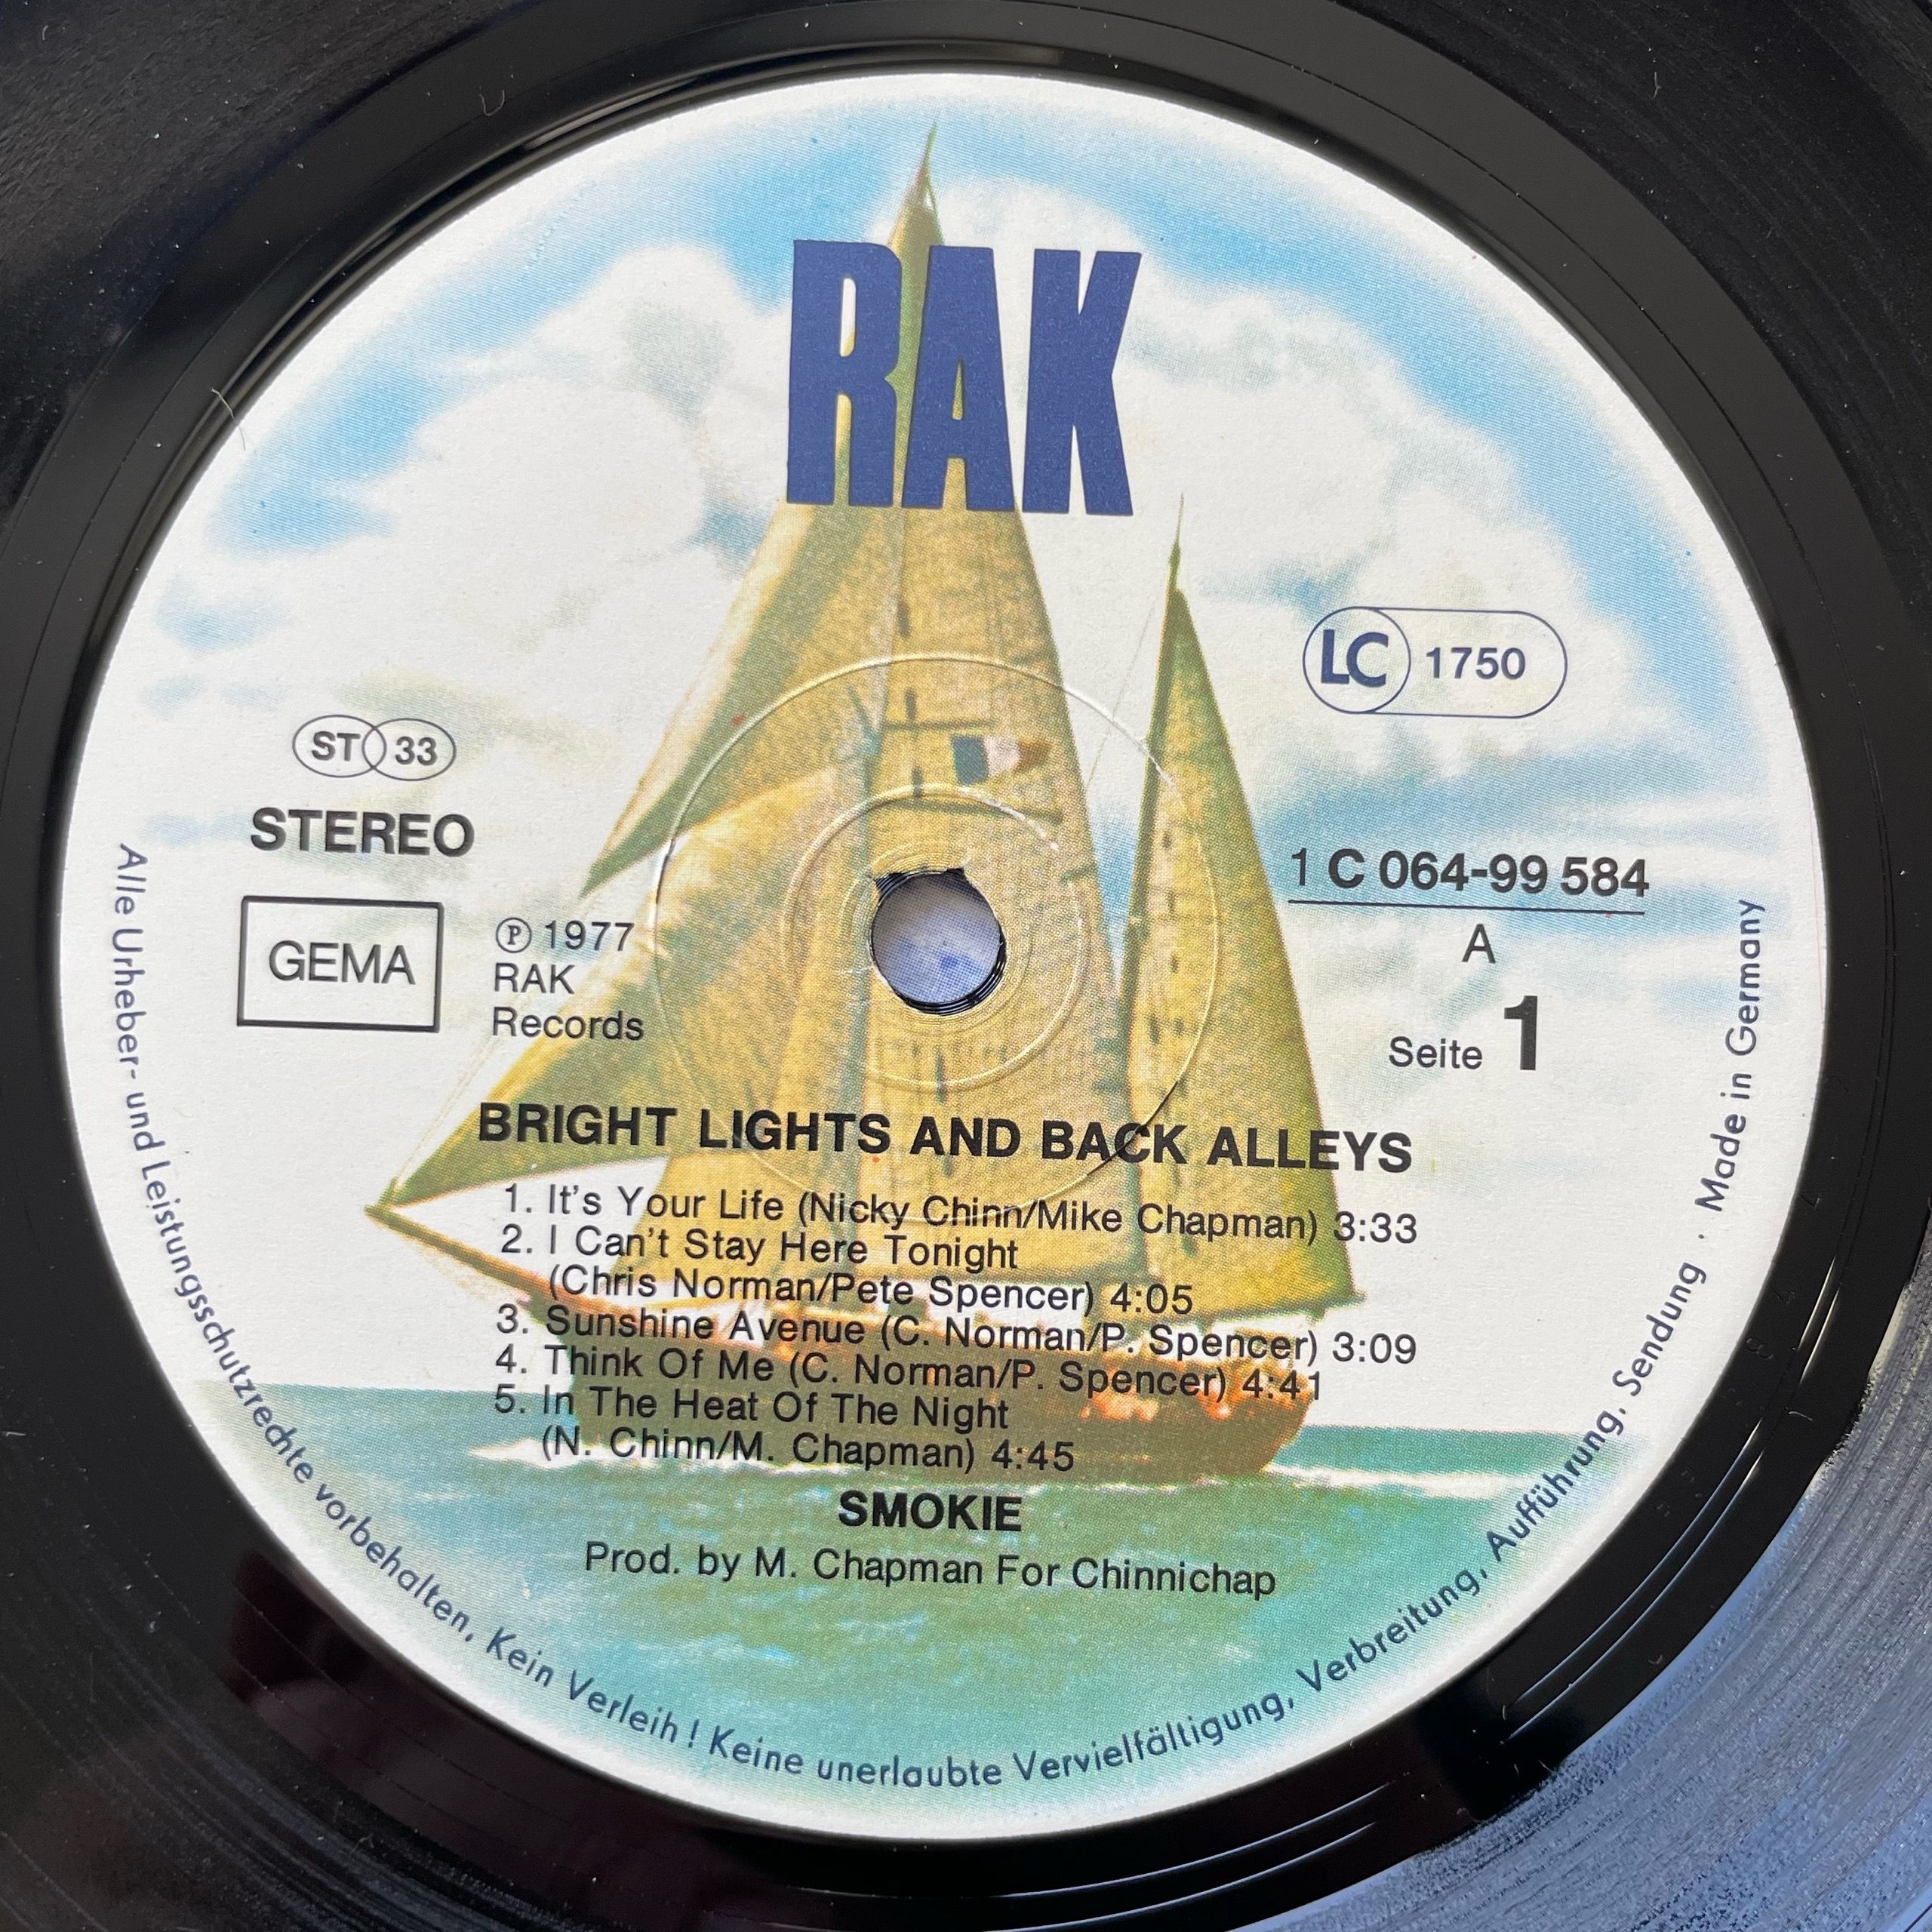 RAK
LC 1750
ST 33
STEREO
GEMA
℗ 1977
RAK
Records
1 C 064-99 584
A
Seite 1
BRIGHT LIGHTS AND BACK ALLEYS
1. It's Your Life (Nicky Chinn/Mike Chapman) 3:33
2. I Can't Stay Here Tonight
(Chris Norman/Pete Spencer) 4:05
3. Sunshine Avenue (C. Norman/P. Spencer) 3:09
4. Think Of Me (C. Norman/P. Spencer) 4:41
5. In The Heat Of The Night
(N. Chinn/M. Chapman) 4:45
SMOKIE
Prod. by M. Chapman For Chinnichap
Alle Urheber- und Leistungsschutzrechte vorbehalten, Kein Verleih! Keine unerlaubte Vervielfältigung, Verbreitung, Aufführung, Sendung . Made in Germany